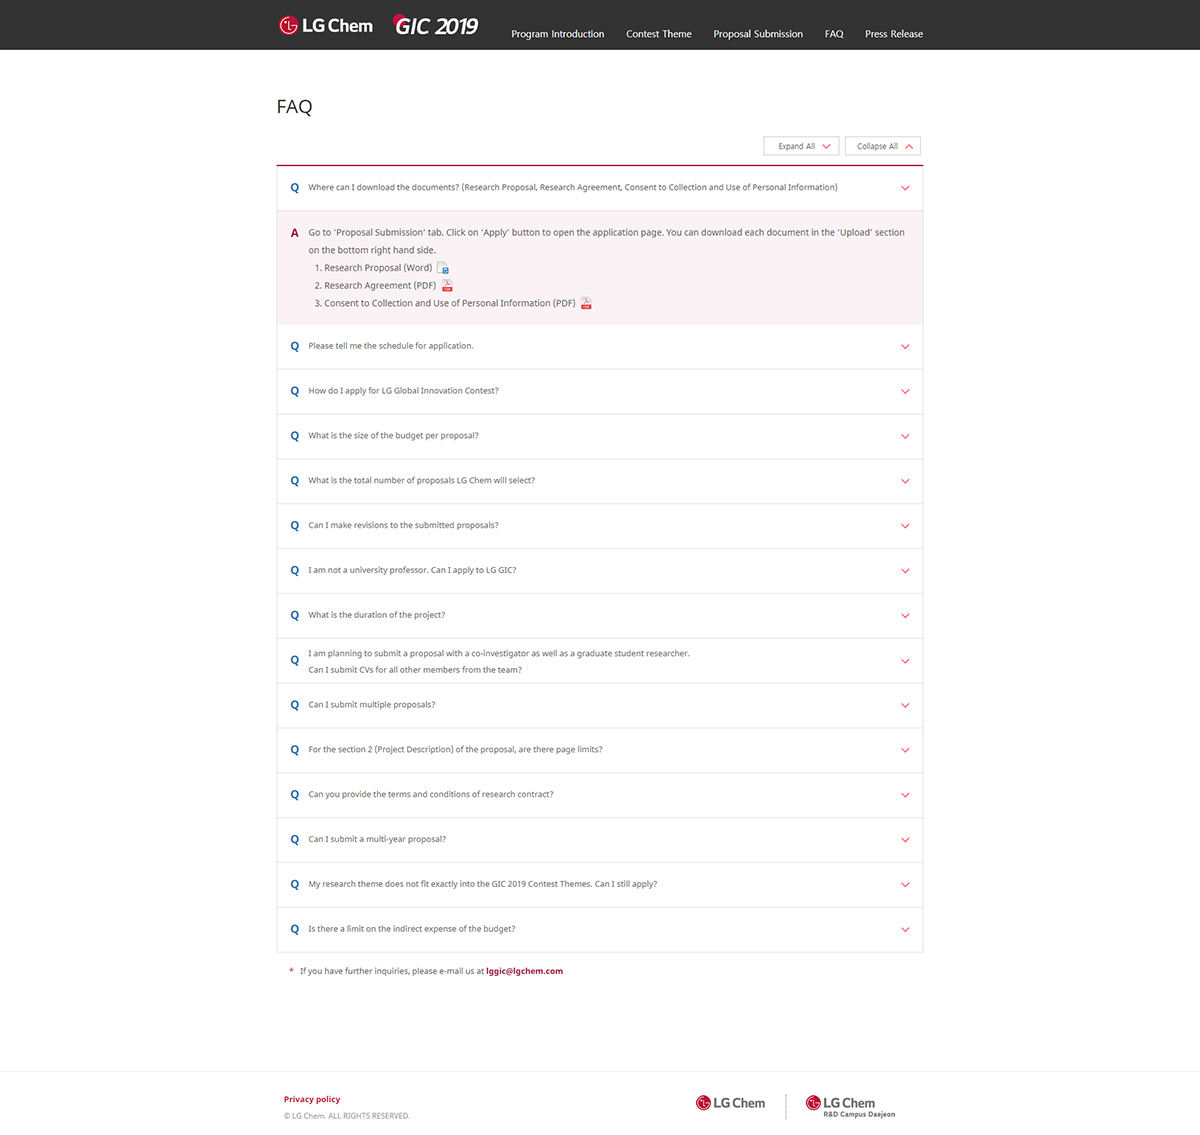 LG Chem GIC 2019 Program Introduction Contest Theme Proposal Submission FAQ Press Release
FAQ
Expand All Collapse All
Q Where can I download the documents? (Research Proposal, Research Agreement, Consent to Collection and Use of Personal Information)
A Go to 'Proposal Submission' tab. Click on 'Apply' button to open the application page. You can download each document in the 'Upload' section
on the bottom right hand side.
1. Research Proposal (Word)
2. Research Agreement (PDF)
3. Consent to Collection and Use of Personal Information (PDF)
Q Please tell me the schedule for application.
Q How do I apply for LG Global Innovation Contest?
Q What is the size of the budget per proposal?
Q What is the total number of proposals LG Chem will select?
Q Can I make revisions to the submitted proposals?
Q I am not a university professor. Can I apply to LG GIC?
Q What is the duration of the project?
Q I am planning to submit a proposal with a co-investigator as well as a graduate student researcher.
Can I submit CVs for all other members from the team?
Q Can I submit multiple proposals?
Q For the section 2 (Project Description) of the proposal, are there page limits?
Q Can you provide the terms and conditions of research contract?
Q Can I submit a multi-year proposal?
Q My research theme does not fit exactly into the GIC 2019 Contest Themes. Can I still apply?
Q Is there a limit on the indirect expense of the budget?
* If you have further inquiries, please e-mail us at lggic@lgchem.com
Privacy policy
© LG Chem. ALL RIGHTS RESERVED.
LG Chem
LG Chem
R&D Campus Daejeon